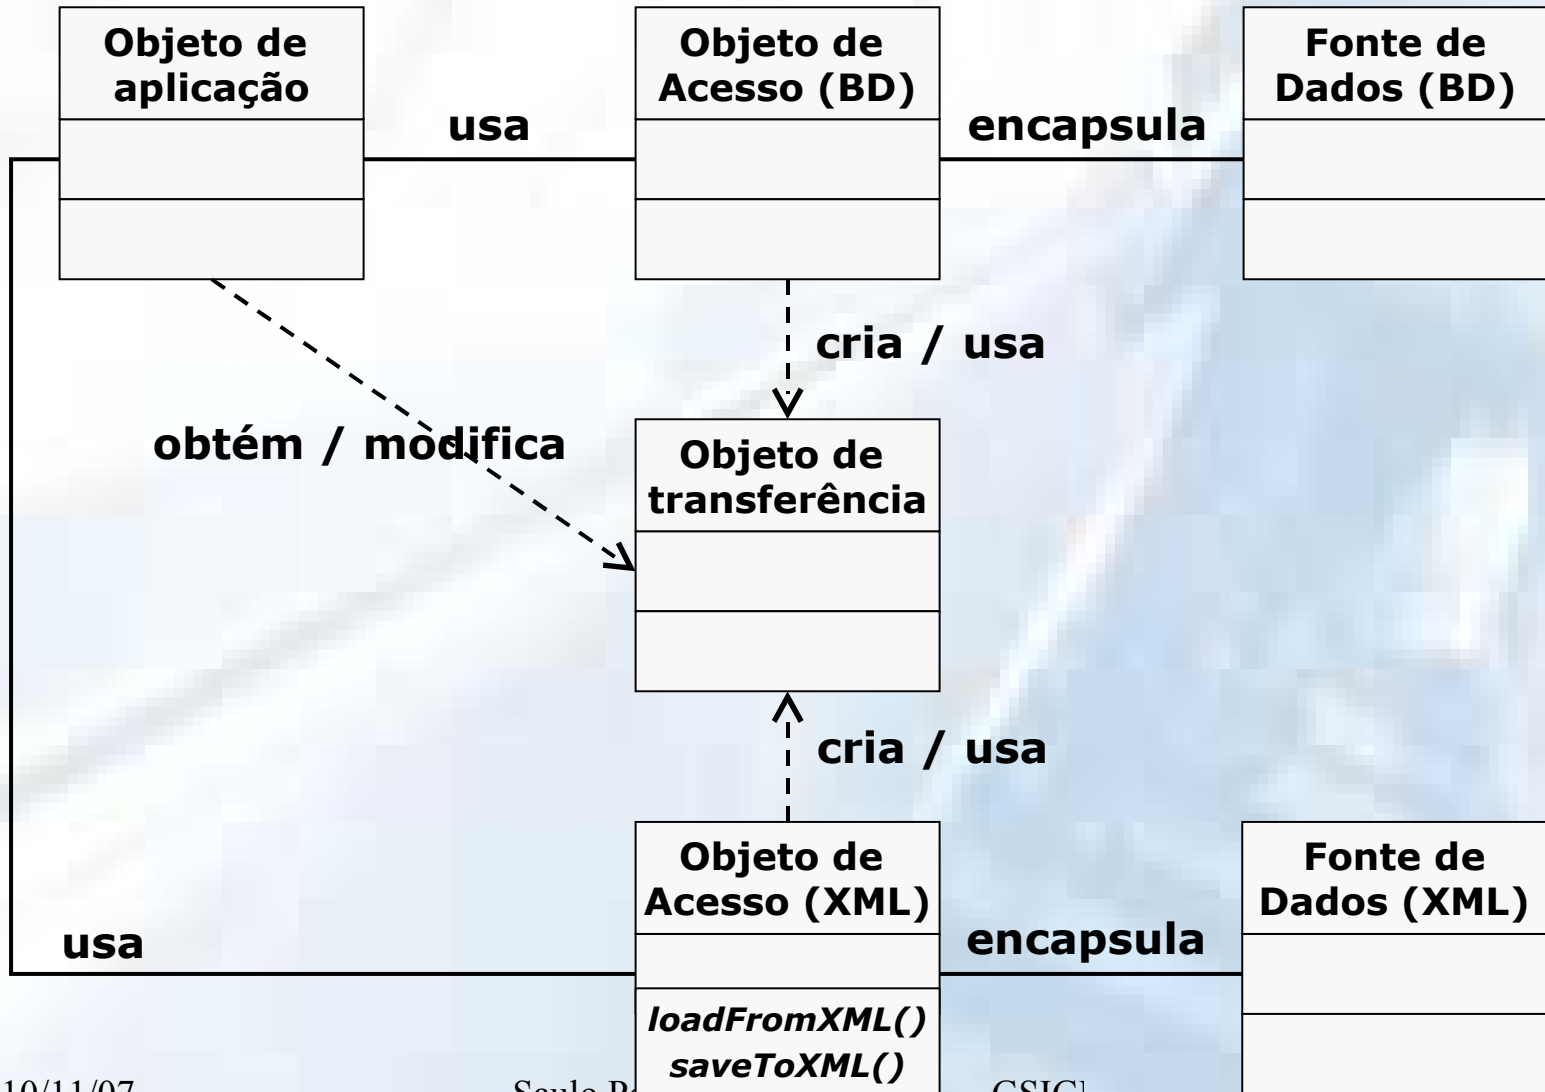 Objeto de
aplicação
Objeto de
Acesso (BD)
Fonte de
Dados (BD)
usa
encapsula
cria / usa
obtém / modifica
Objeto de
transferência
cria / usa
Objeto de
Acesso (XML)
Fonte de
Dados (XML)
usa
encapsula
loadFromXML()
saveToXML()
10/11/07
Saulo